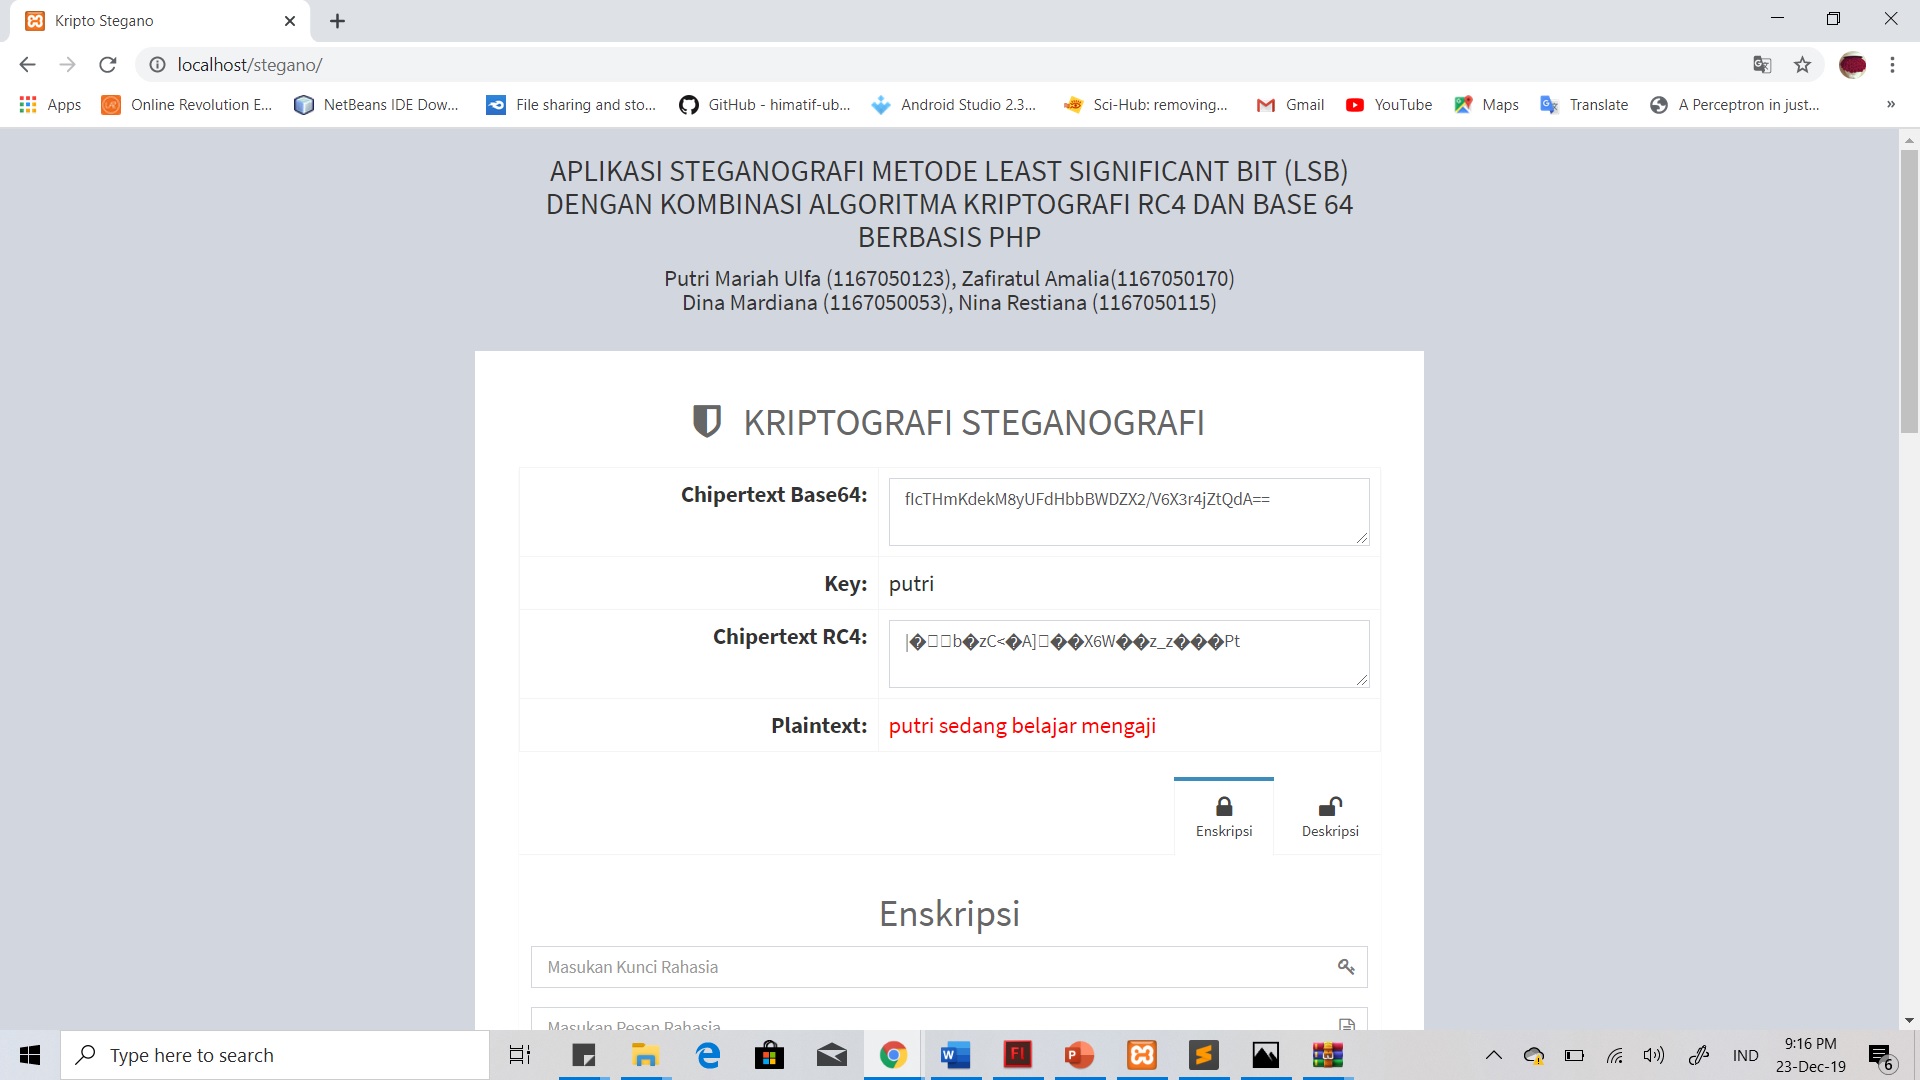 Kripto Stegano
localhost/stegano/
Apps
Online Revolution E...
NetBeans IDE Dow...
File sharing and sto...
GitHub - himatif-ub...
Android Studio 2.3...
Sci-Hub: removing...
Gmail
YouTube
Maps
Translate
A Perceptron in just...
»
APLIKASI STEGANOGRAFI METODE LEAST SIGNIFICANT BIT (LSB)
DENGAN KOMBINASI ALGORITMA KRIPTOGRAFI RC4 DAN BASE 64
BERBASIS PHP
Putri Mariah Ulfa (1167050123), Zafiratul Amalia(1167050170)
Dina Mardiana (1167050053), Nina Restiana (1167050115)
KRIPTOGRAFI STEGANOGRAFI
Chipertext Base64:
fIcTHmKdekM8yUFdHbbBWDZX2/V6X3r4jZtQdA==
Key:
putri
Chipertext RC4:
|�□□b�zC<�A]□��X6W��z_z���Pt
Plaintext:
putri sedang belajar mengaji
Enskripsi
Deskripsi
Enskripsi
Masukan Kunci Rahasia
Masukan Pesan Rahasia
Type here to search
IND
9:16 PM
23-Dec-19
6